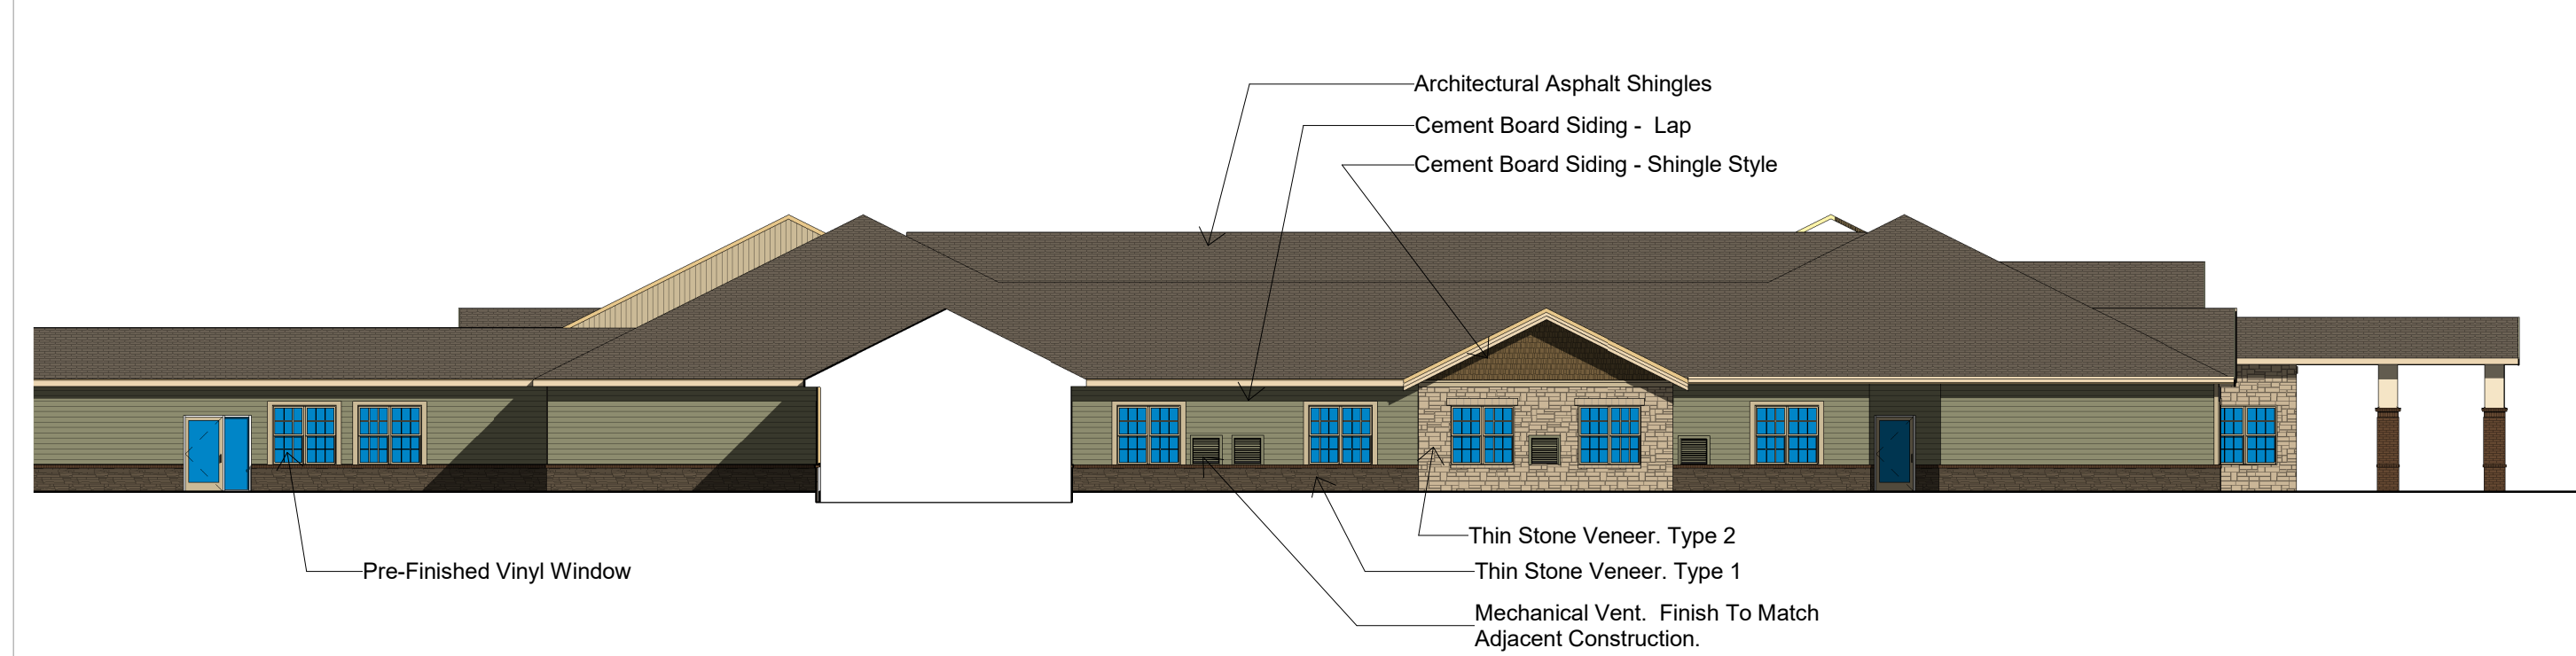 Architectural Asphalt Shingles
Cement Board Siding -  Lap
Cement Board Siding - Shingle Style
Thin Stone Veneer. Type 2
Pre-Finished Vinyl Window
Thin Stone Veneer. Type 1
Mechanical Vent.  Finish To Match
Adjacent Construction.